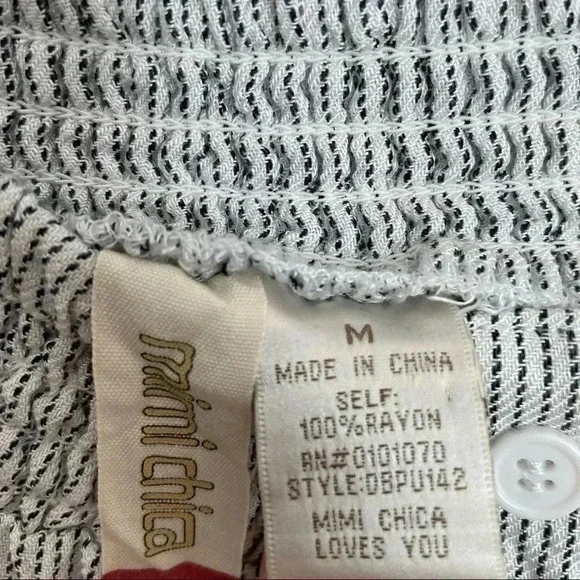 mimi chica
M
MADE IN CHINA
SELF:
100%RAYON
RN#0101070
STYLE:DBPU142
MIMI CHICA
LOVES YOU